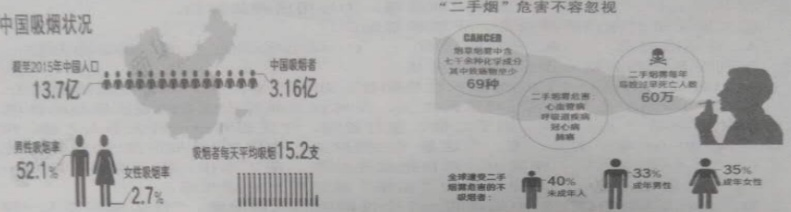 中国吸烟状况
截至2015年中国人口
13.7亿
中国吸烟者
3.16亿
男性吸烟率
52.1%
女性吸烟率
2.7%
吸烟者每天平均吸烟15.2支
“二手烟”危害不容忽视
CANCER
烟草烟雾中含
七千余种化学成分
其中致癌物至少
69种
二手烟雾危害
心血管病
呼吸道疾病
冠心病
肺癌
二手烟雾每年
导致过早死亡人数
60万
全球遭受二手
烟雾危害的不
吸烟者:
40%
未成年人
33%
成年男性
35%
成年女性